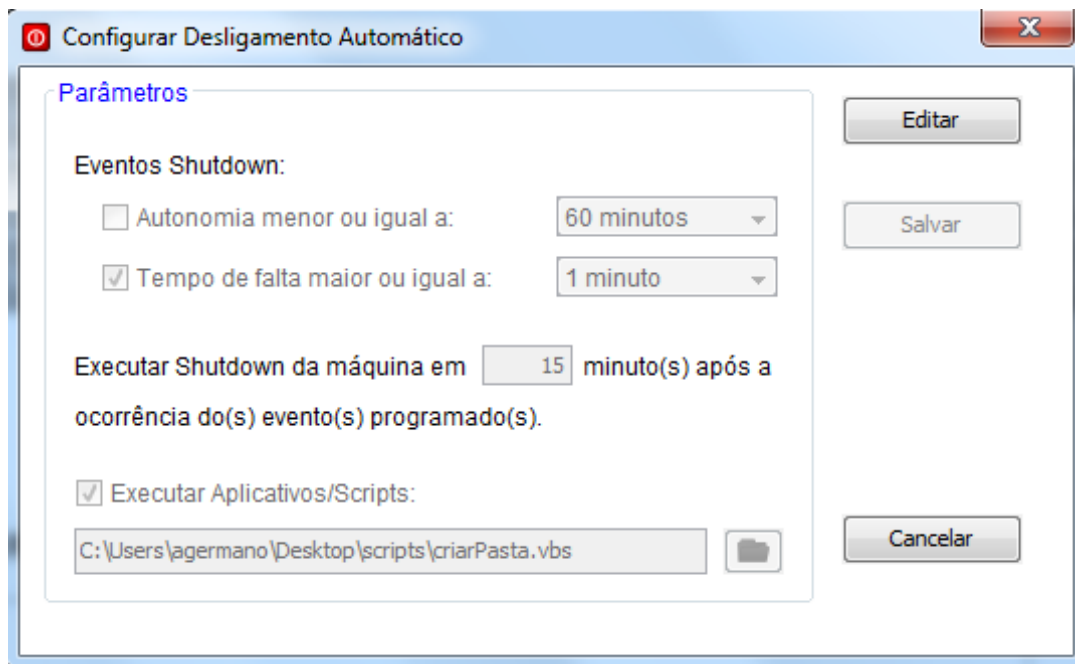 Configurar Desligamento Automático
Parâmetros
Editar
Eventos Shutdown:
Autonomia menor ou igual a: 60 minutos
Salvar
Tempo de falta maior ou igual a: 1 minuto
Executar Shutdown da máquina em 15 minuto(s) após a
ocorrência do(s) evento(s) programado(s).
Executar Aplicativos/Scripts:
C:\Users\agermano\Desktop\scripts\criarPasta.vbs
Cancelar